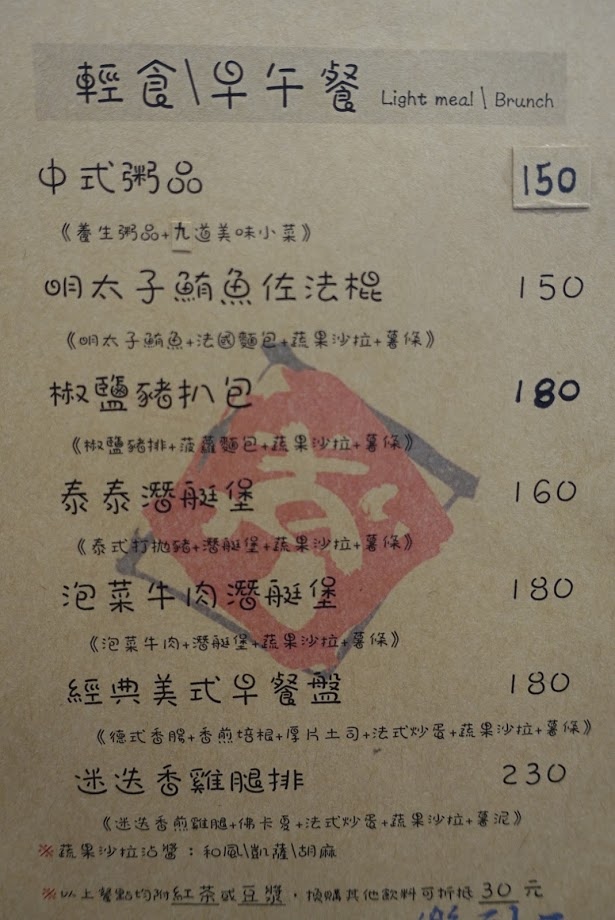 輕食\早午餐 Light meal \ Brunch
中式粥品 150
《養生粥品+九道美味小菜》
明太子鮪魚佐法棍 150
《明太子鮪魚+法國麵包+蔬果沙拉+薯條》
椒鹽豬扒包 180
《椒鹽豬排+菠蘿麵包+蔬果沙拉+薯條》
泰泰潛艇堡 160
《泰式打拋豬+潛艇堡+蔬果沙拉+薯條》
泡菜牛肉潛艇堡 180
《泡菜牛肉+潛艇堡+蔬果沙拉+薯條》
經典美式早餐盤 180
《德式香腸+香煎培根+厚片土司+法式炒蛋+蔬果沙拉+薯條》
迷迭香雞腿排 230
《迷迭香煎雞腿+佛卡夏+法式炒蛋+蔬果沙拉+薯泥》
※蔬果沙拉沾醬：和風\凱薩\胡麻
※以上餐點均附紅茶或豆漿，換購其他飲料可折抵 30 元